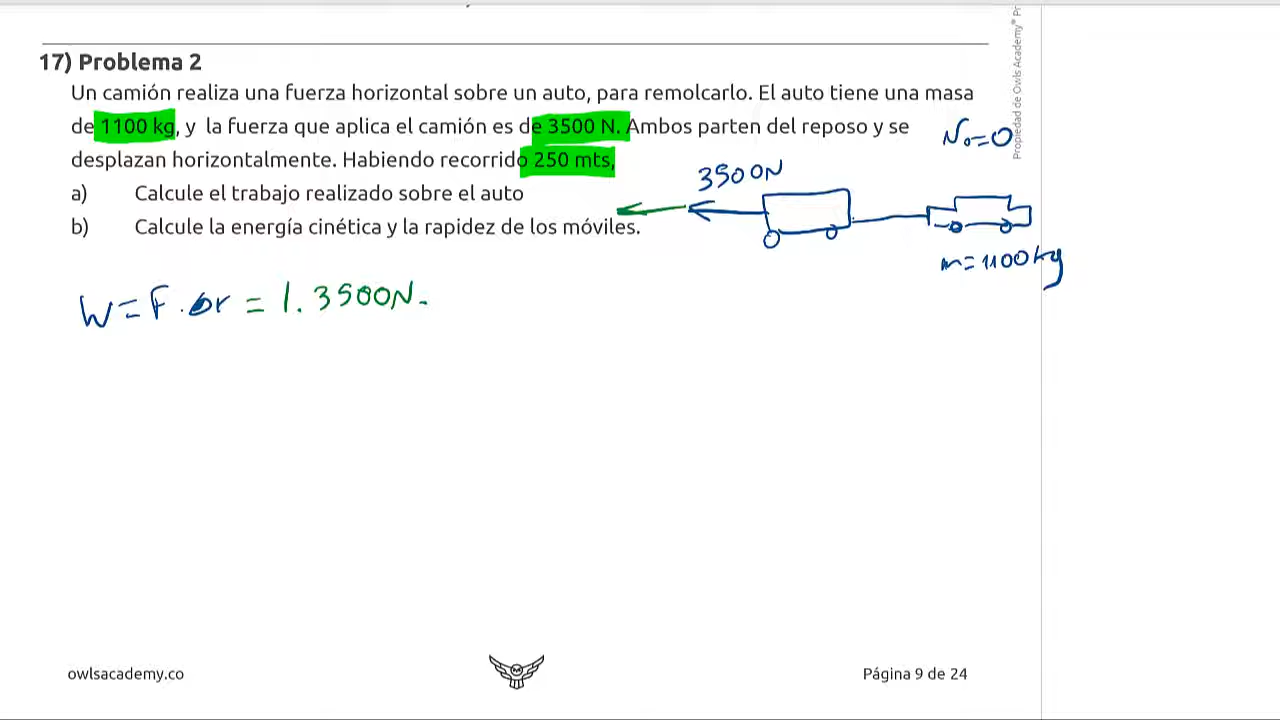 17) Problema 2
Un camión realiza una fuerza horizontal sobre un auto, para remolcarlo. El auto tiene una masa
de 1100 kg, y la fuerza que aplica el camión es de 3500 N. Ambos parten del reposo y se
desplazan horizontalmente. Habiendo recorrido 250 mts,
a) Calcule el trabajo realizado sobre el auto
b) Calcule la energía cinética y la rapidez de los móviles.
Propiedad de Owls Academy® Pr
V₀=0
3500N
m=1100kg
W=F.Δr = 1.3500N.
owlsacademy.co
Página 9 de 24